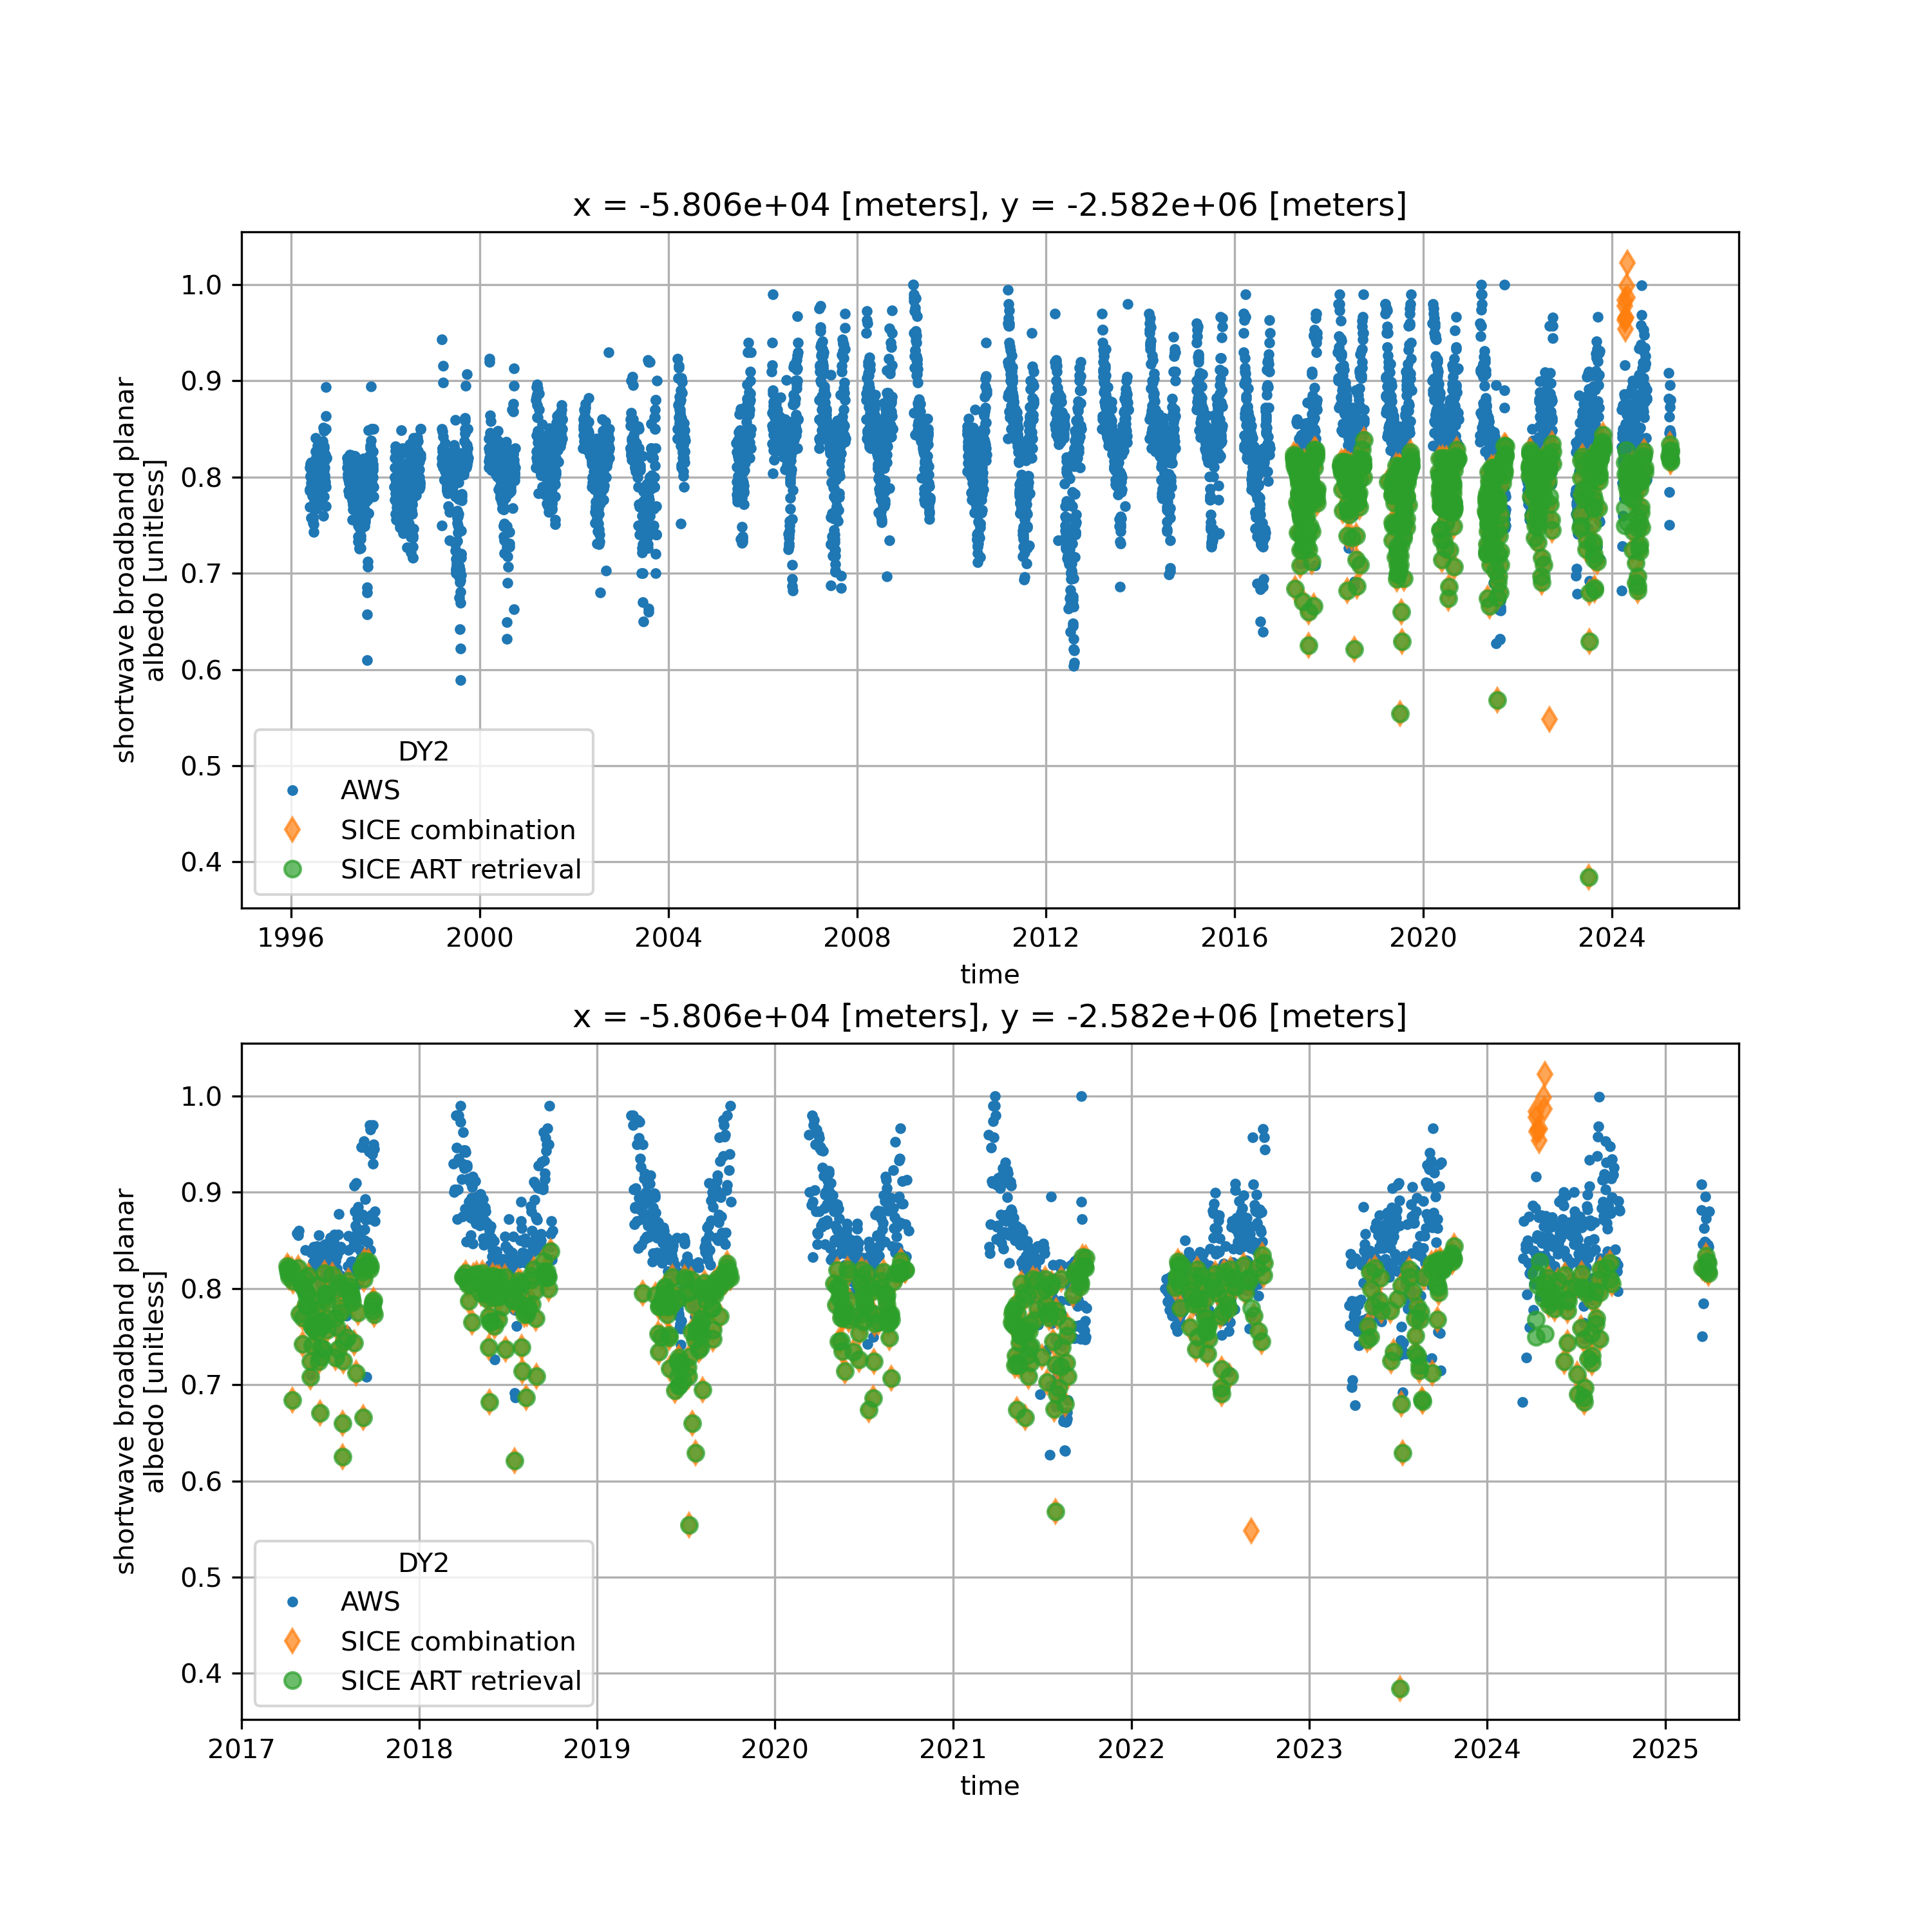 x = -5.806e+04 [meters], y = -2.582e+06 [meters]
shortwave broadband planar
albedo [unitless]
1.0
0.9
0.8
0.7
0.6
0.5
0.4
DY2
AWS
SICE combination
SICE ART retrieval
1996 2000 2004 2008 2012 2016 2020 2024
time
x = -5.806e+04 [meters], y = -2.582e+06 [meters]
shortwave broadband planar
albedo [unitless]
1.0
0.9
0.8
0.7
0.6
0.5
0.4
DY2
AWS
SICE combination
SICE ART retrieval
2017 2018 2019 2020 2021 2022 2023 2024 2025
time